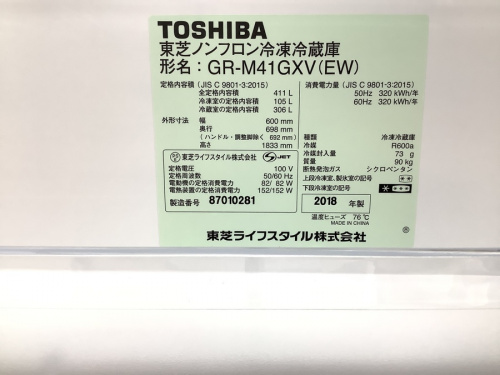 TOSHIBA
東芝ノンフロン冷凍冷蔵庫
形名：GR-M41GXV(EW)
定格内容積 (JIS C 9801-3:2015)
全定格内容積 411 L
冷凍室の定格内容積 105 L
冷蔵室の定格内容積 306 L
外形寸法 幅 600 mm
奥行 698 mm
(ハンドル・調整脚除く 692 mm)
高さ 1833 mm
東芝ライフスタイル株式会社 JET
定格電圧 100 V
定格周波数 50/60 Hz
電動機の定格消費電力 82/ 82 W
電熱装置の定格消費電力 152/152 W
製造番号 87010281
消費電力量 (JIS C 9801-3:2015)
50Hz 320 kWh/年
60Hz 320 kWh/年
種類 冷凍冷蔵庫
冷媒 R600a
冷媒封入量 73 g
質量 90 kg
断熱発泡ガス シクロペンタン
上段冷凍室、製氷室の記号
下段冷凍室の記号
2018 年製
温度ヒューズ 76℃
MADE IN CHINA
東芝ライフスタイル株式会社